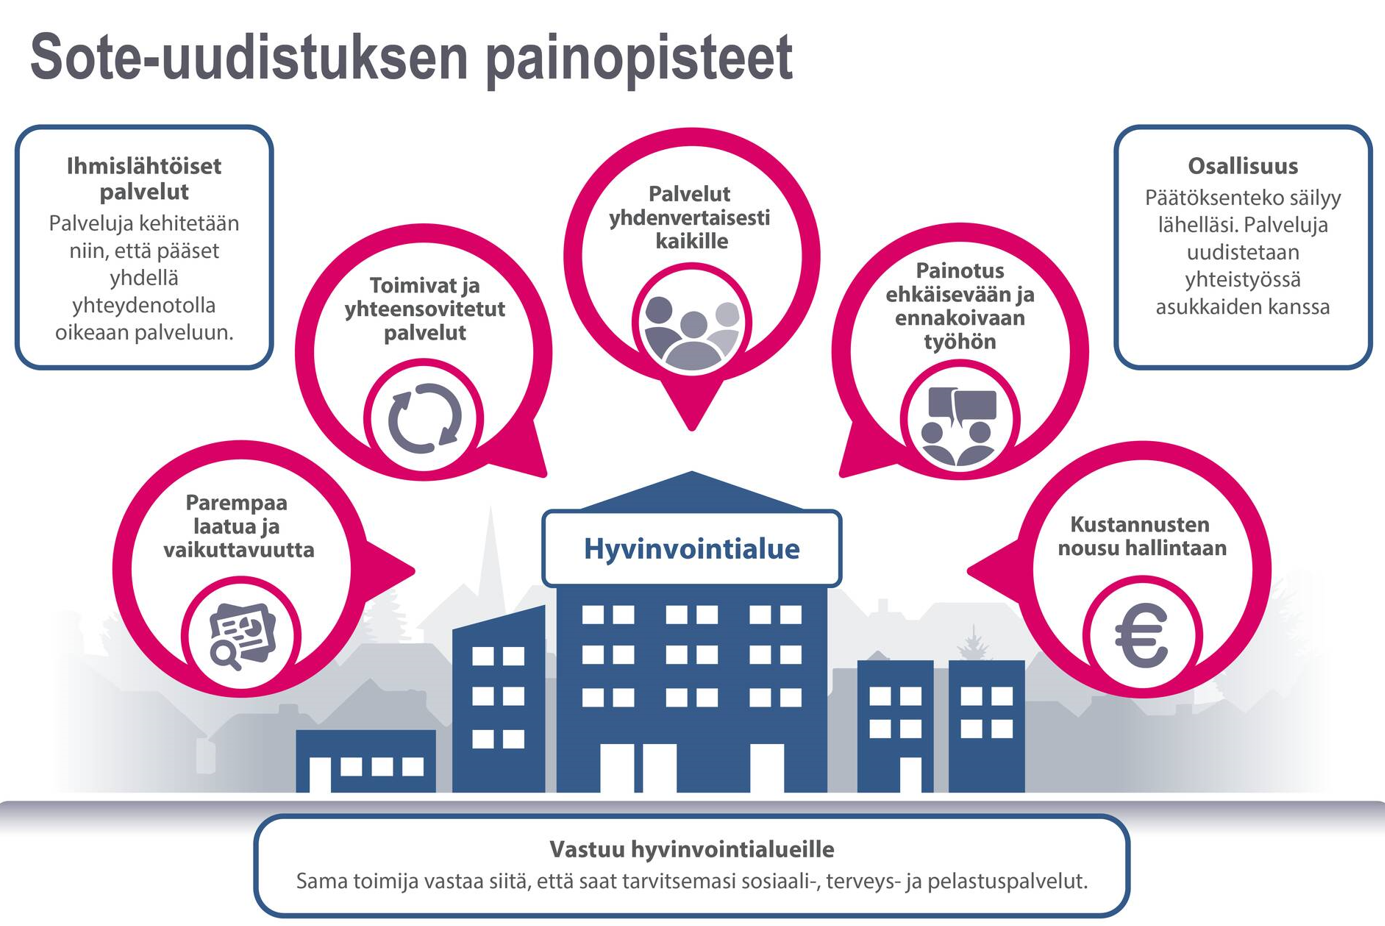 Sote-uudistuksen painopisteet
Ihmislähtöiset
palvelut
Palveluja kehitetään
niin, että pääset
yhdellä
yhteydenotolla
oikeaan palveluun.
Parempaa
laatua ja
vaikuttavuutta
Toimivat ja
yhteensovitetut
palvelut
Palvelut
yhdenvertaisesti
kaikille
Painotus
ehkäisevään ja
ennakoivaan
työhön
Kustannusten
nousu hallintaan
€
Osallisuus
Päätöksenteko säilyy
lähelläsi. Palveluja
uudistetaan
yhteistyössä
asukkaiden kanssa
Hyvinvointialue
Vastuu hyvinvointialueille
Sama toimija vastaa siitä, että saat tarvitsemasi sosiaali-, terveys- ja pelastuspalvelut.